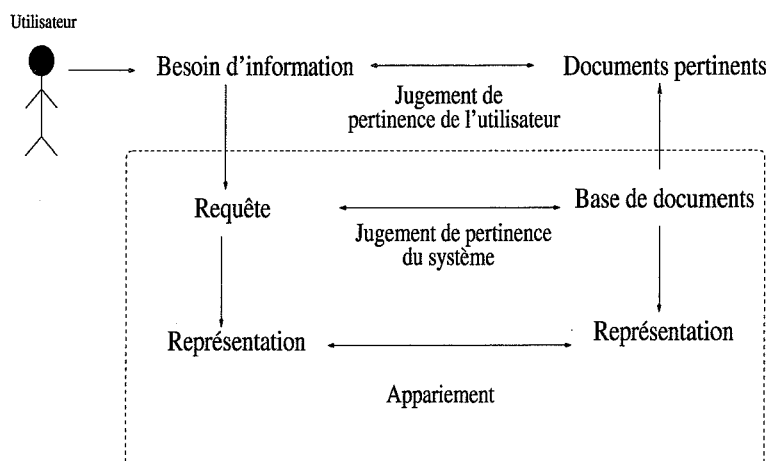 Utilisateur
Besoin d'information
Documents pertinents
Jugement de
pertinence de l'utilisateur
Requête
Base de documents
Jugement de pertinence
du système
Représentation
Représentation
Appariement